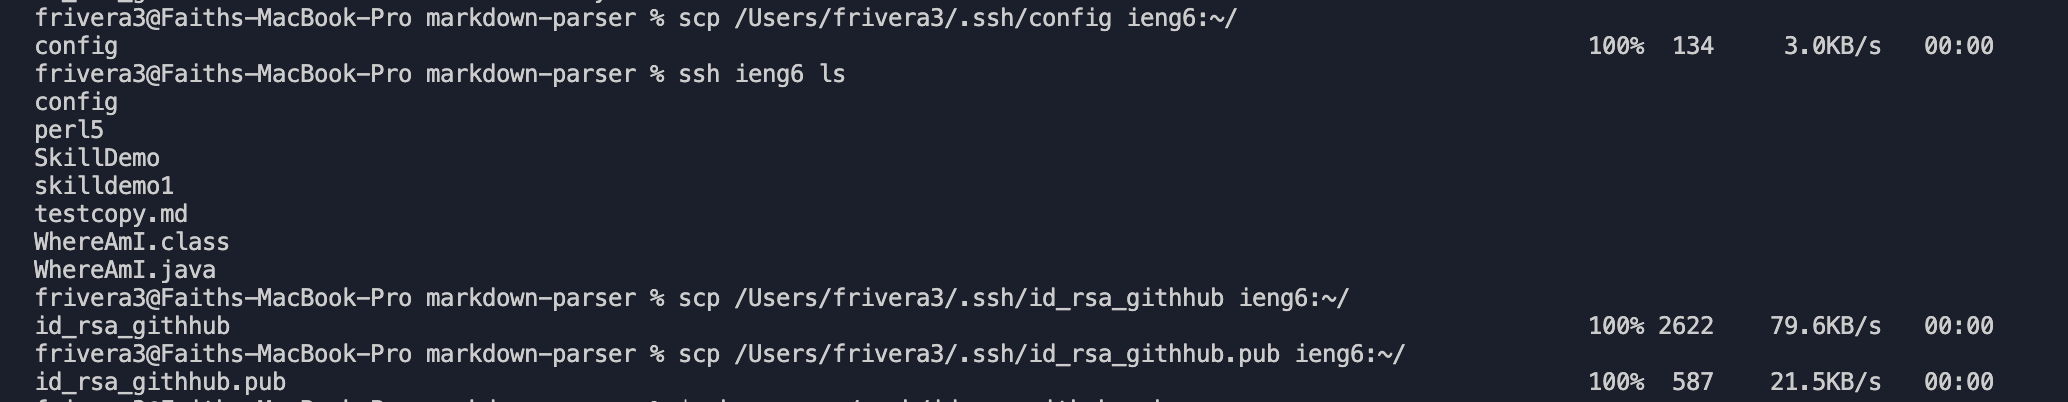 frivera3@Faiths-MacBook-Pro markdown-parser % scp /Users/frivera3/.ssh/config ieng6:~/
config 100% 134 3.0KB/s 00:00
frivera3@Faiths-MacBook-Pro markdown-parser % ssh ieng6 ls
config
perl5
SkillDemo
skilldemo1
testcopy.md
WhereAmI.class
WhereAmI.java
frivera3@Faiths-MacBook-Pro markdown-parser % scp /Users/frivera3/.ssh/id_rsa_githhub ieng6:~/
id_rsa_githhub 100% 2622 79.6KB/s 00:00
frivera3@Faiths-MacBook-Pro markdown-parser % scp /Users/frivera3/.ssh/id_rsa_githhub.pub ieng6:~/
id_rsa_githhub.pub 100% 587 21.5KB/s 00:00